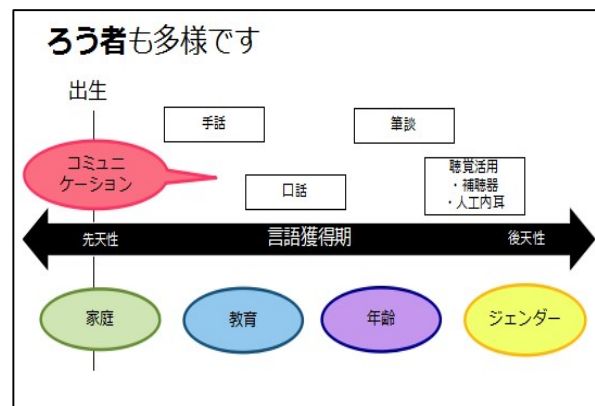 ろう者も多様です
出生
手話
筆談
コミュニ
ケーション
口話
聴覚活用
・補聴器
・人工内耳
先天性
言語獲得期
後天性
家庭
教育
年齢
ジェンダー